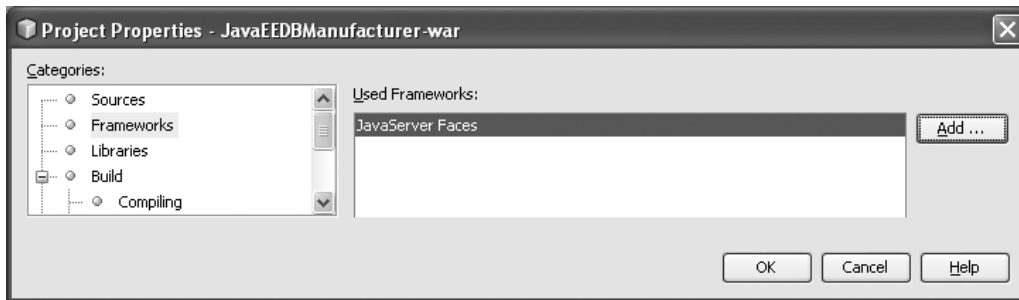 Project Properties - JavaEEDBManufacturer-war
Categories:
Sources
Frameworks
Libraries
Build
Compiling
Used Frameworks:
JavaServer Faces
Add ...
OK
Cancel
Help